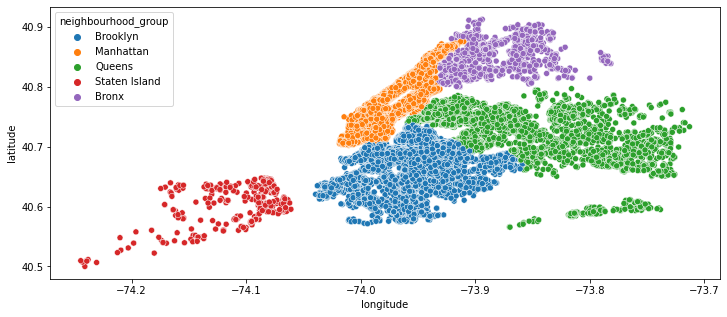 neighbourhood_group
Brooklyn
Manhattan
Queens
Staten Island
Bronx
40.9
40.8
40.7
40.6
40.5
latitude
−74.2
−74.1
−74.0
−73.9
−73.8
−73.7
longitude